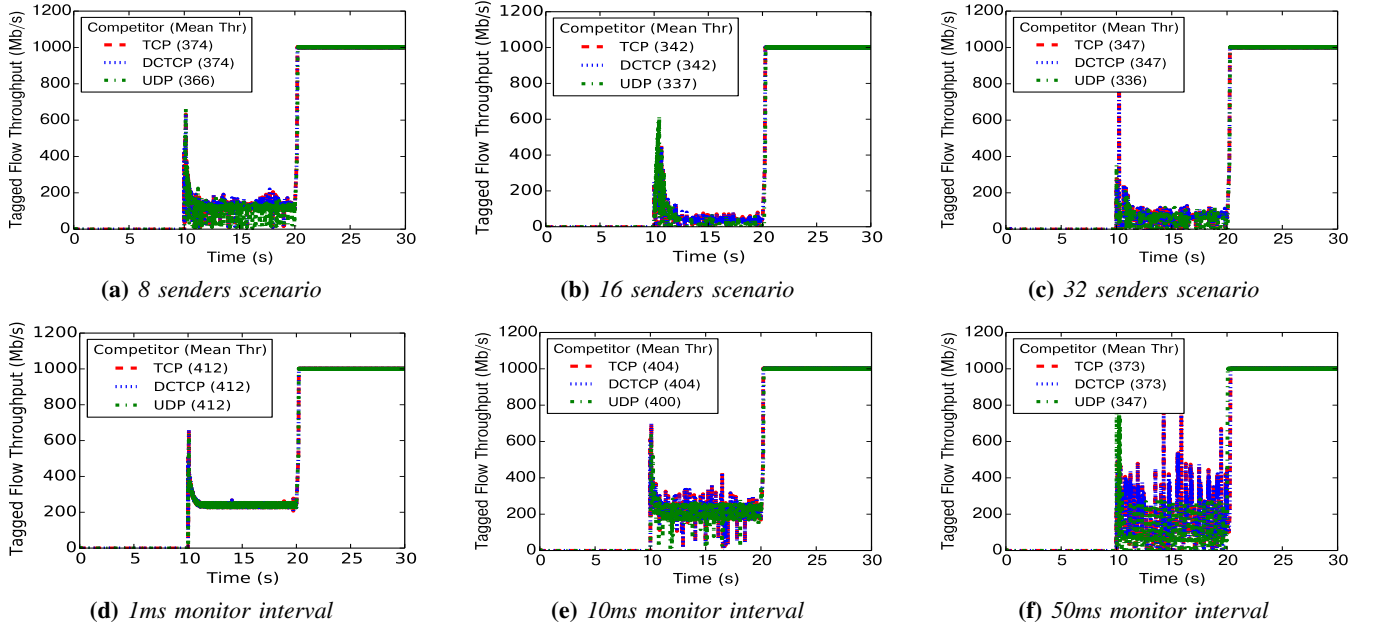 1200
1000
800
600
400
200
0
Tagged Flow Throughput (Mb/s)
Competitor (Mean Thr)
TCP (374)
DCTCP (374)
UDP (366)
0 5 10 15 20 25 30
Time (s)
(a) 8 senders scenario
1200
1000
800
600
400
200
0
Tagged Flow Throughput (Mb/s)
Competitor (Mean Thr)
TCP (342)
DCTCP (342)
UDP (337)
0 5 10 15 20 25 30
Time (s)
(b) 16 senders scenario
1200
1000
800
600
400
200
0
Tagged Flow Throughput (Mb/s)
Competitor (Mean Thr)
TCP (347)
DCTCP (347)
UDP (336)
0 5 10 15 20 25 30
Time (s)
(c) 32 senders scenario
1200
1000
800
600
400
200
0
Tagged Flow Throughput (Mb/s)
Competitor (Mean Thr)
TCP (412)
DCTCP (412)
UDP (412)
0 5 10 15 20 25 30
Time (s)
(d) 1ms monitor interval
1200
1000
800
600
400
200
0
Tagged Flow Throughput (Mb/s)
Competitor (Mean Thr)
TCP (404)
DCTCP (404)
UDP (400)
0 5 10 15 20 25 30
Time (s)
(e) 10ms monitor interval
1200
1000
800
600
400
200
0
Tagged Flow Throughput (Mb/s)
Competitor (Mean Thr)
TCP (373)
DCTCP (373)
UDP (347)
0 5 10 15 20 25 30
Time (s)
(f) 50ms monitor interval